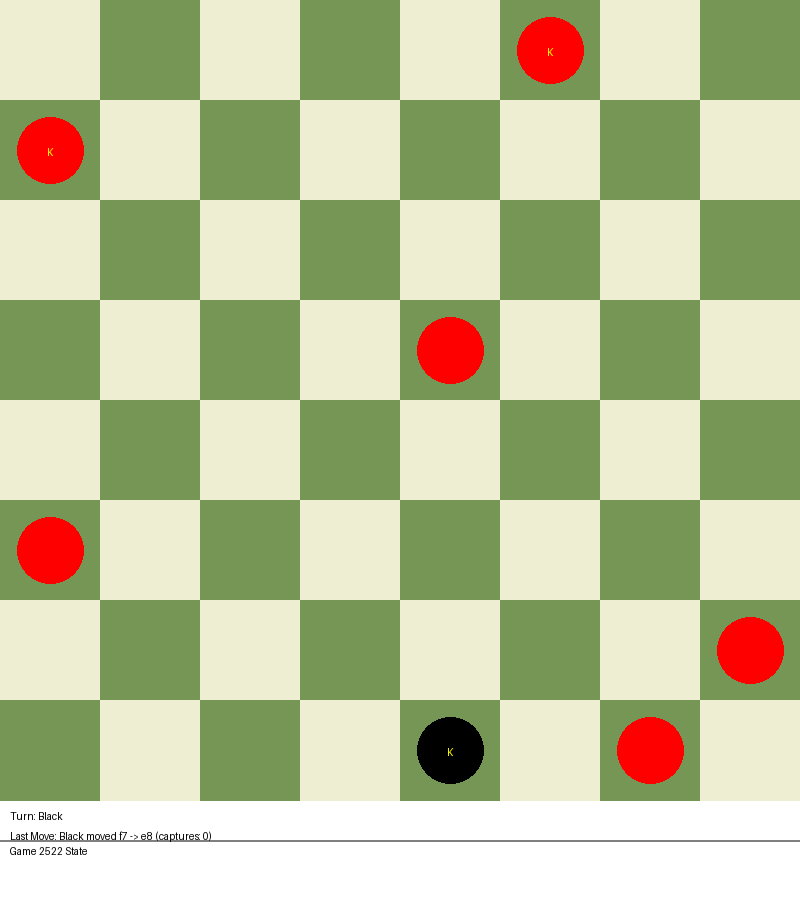 K
K
K
Turn: Black
Last Move: Black moved f7 -> e8 (captures: 0)
Game 2522 State